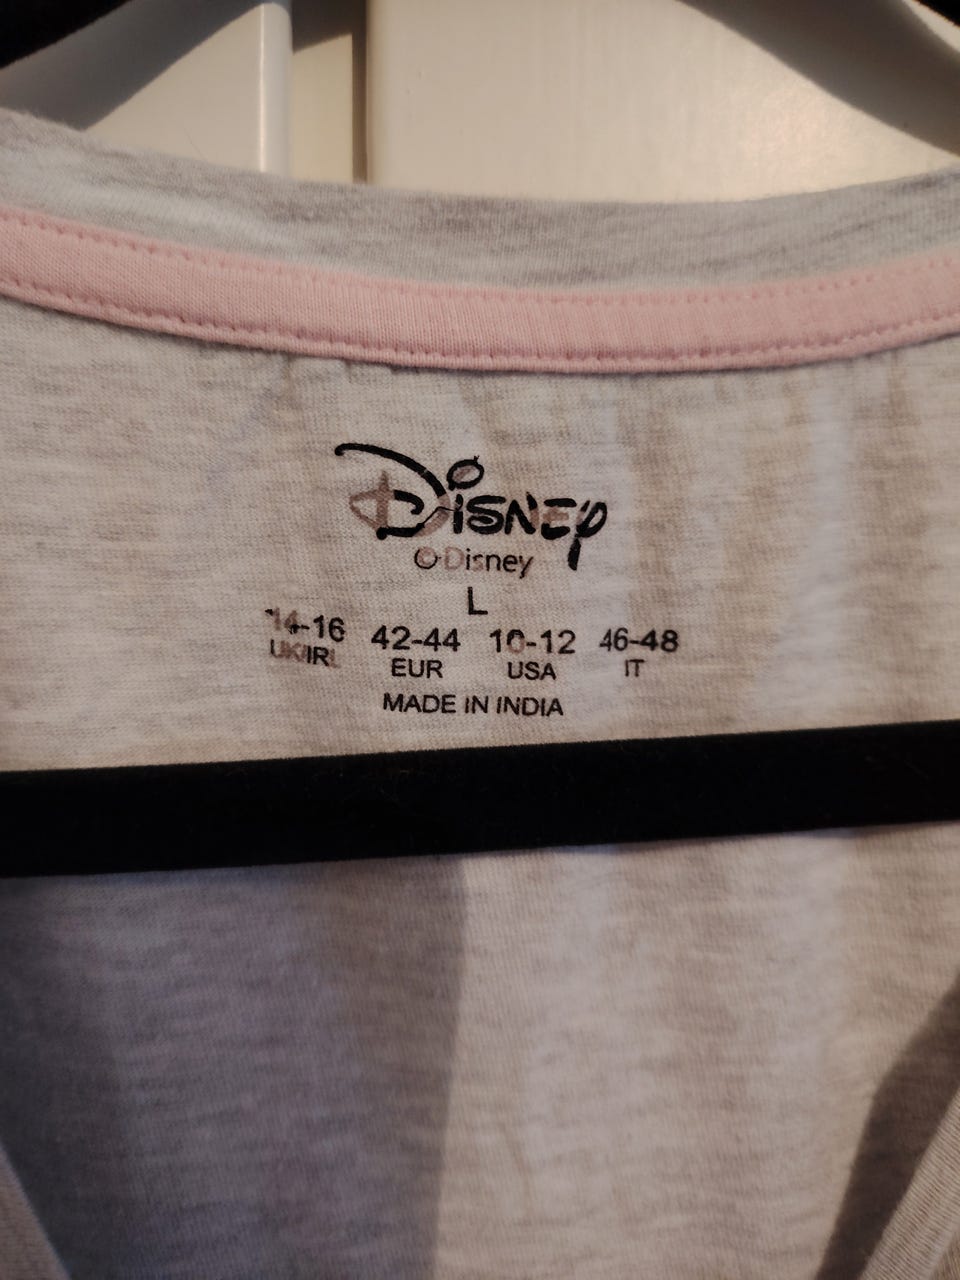 Disney
© Disney
L
14-16 42-44 10-12 46-48
UK/IRL EUR USA IT
MADE IN INDIA